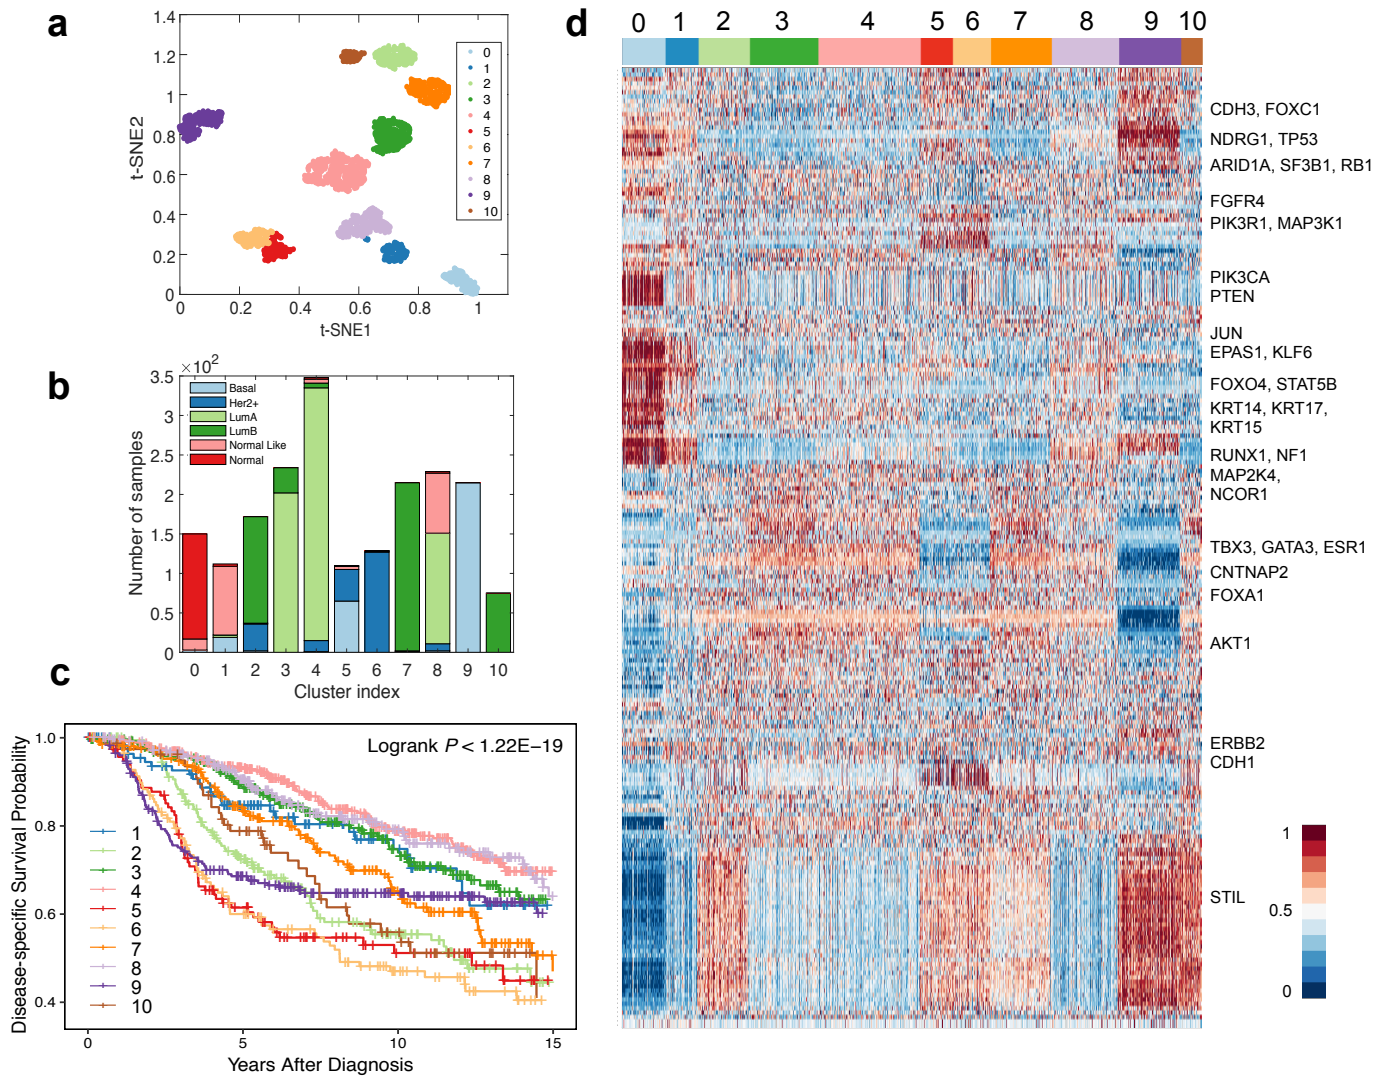 a
1.4
1.2
1
0.8
0.6
0.4
0.2
0
0
0.2
0.4
0.6
0.8
1
t-SNE2
t-SNE1
0
1
2
3
4
5
6
7
8
9
10
b
×10²
3.5
3
2.5
2
1.5
1
0.5
0
Number of samples
Basal
Her2+
LumA
LumB
Normal Like
Normal
0 1 2 3 4 5 6 7 8 9 10
Cluster index
c
Logrank P < 1.22E−19
1.0
0.8
0.6
0.4
Disease-specific Survival Probability
1
2
3
4
5
6
7
8
9
10
0 5 10 15
Years After Diagnosis
d
0 1 2 3 4 5 6 7 8 9 10
CDH3, FOXC1
NDRG1, TP53
ARID1A, SF3B1, RB1
FGFR4
PIK3R1, MAP3K1
PIK3CA
PTEN
JUN
EPAS1, KLF6
FOXO4, STAT5B
KRT14, KRT17,
KRT15
RUNX1, NF1
MAP2K4,
NCOR1
TBX3, GATA3, ESR1
CNTNAP2
FOXA1
AKT1
ERBB2
CDH1
STIL
1
0.5
0